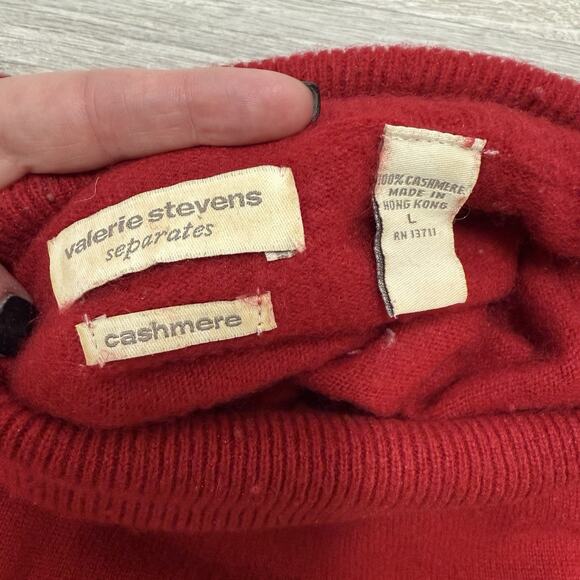 valerie stevens
separates
cashmere
100% CASHMERE
MADE IN
HONG KONG
L
RN 13711